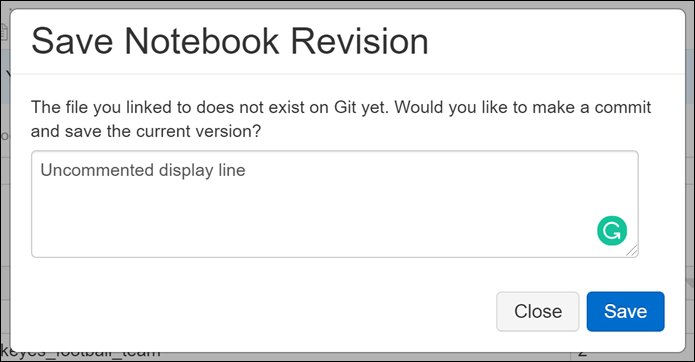 Save Notebook Revision
The file you linked to does not exist on Git yet. Would you like to make a commit
and save the current version?
Uncommented display line
Close
Save
keyes_football_team